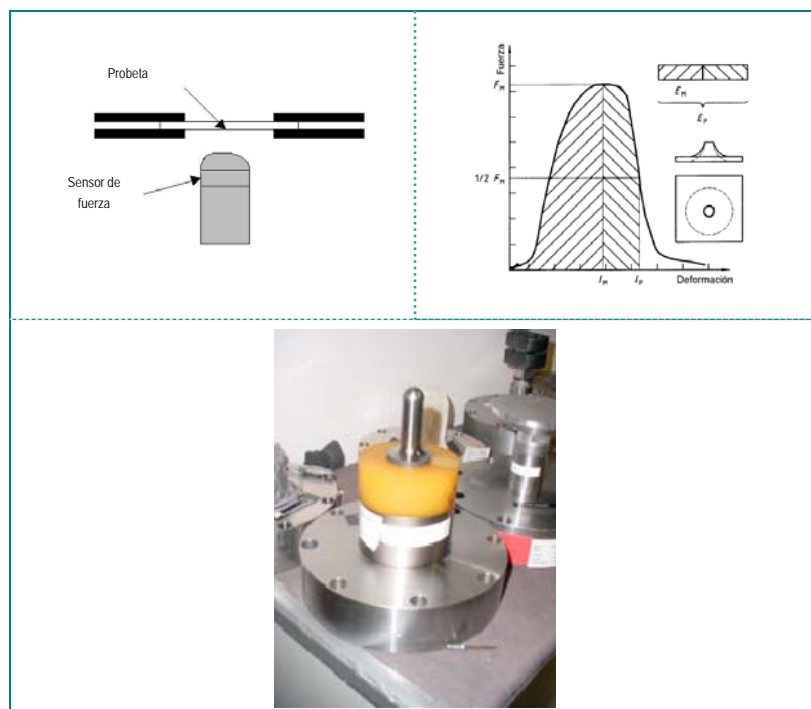 Probeta
Sensor de
fuerza
Fuerza
F_M
1/2 F_M
E_M
E_P
l_M
l_P
Deformación